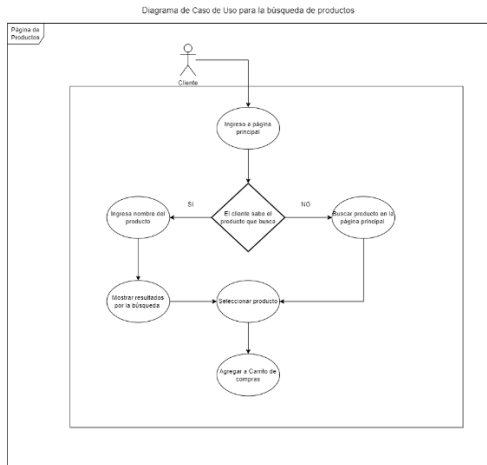 Diagrama de Caso de Uso para la búsqueda de productos
Página de
Productos
Cliente
Ingreso a página
principal
SI
El cliente sabe el
producto que busca
NO
Ingresa nombre del
producto
Buscar producto en la
página principal
Mostrar resultados
por la búsqueda
Seleccionar producto
Agregar a Carrito de
compras